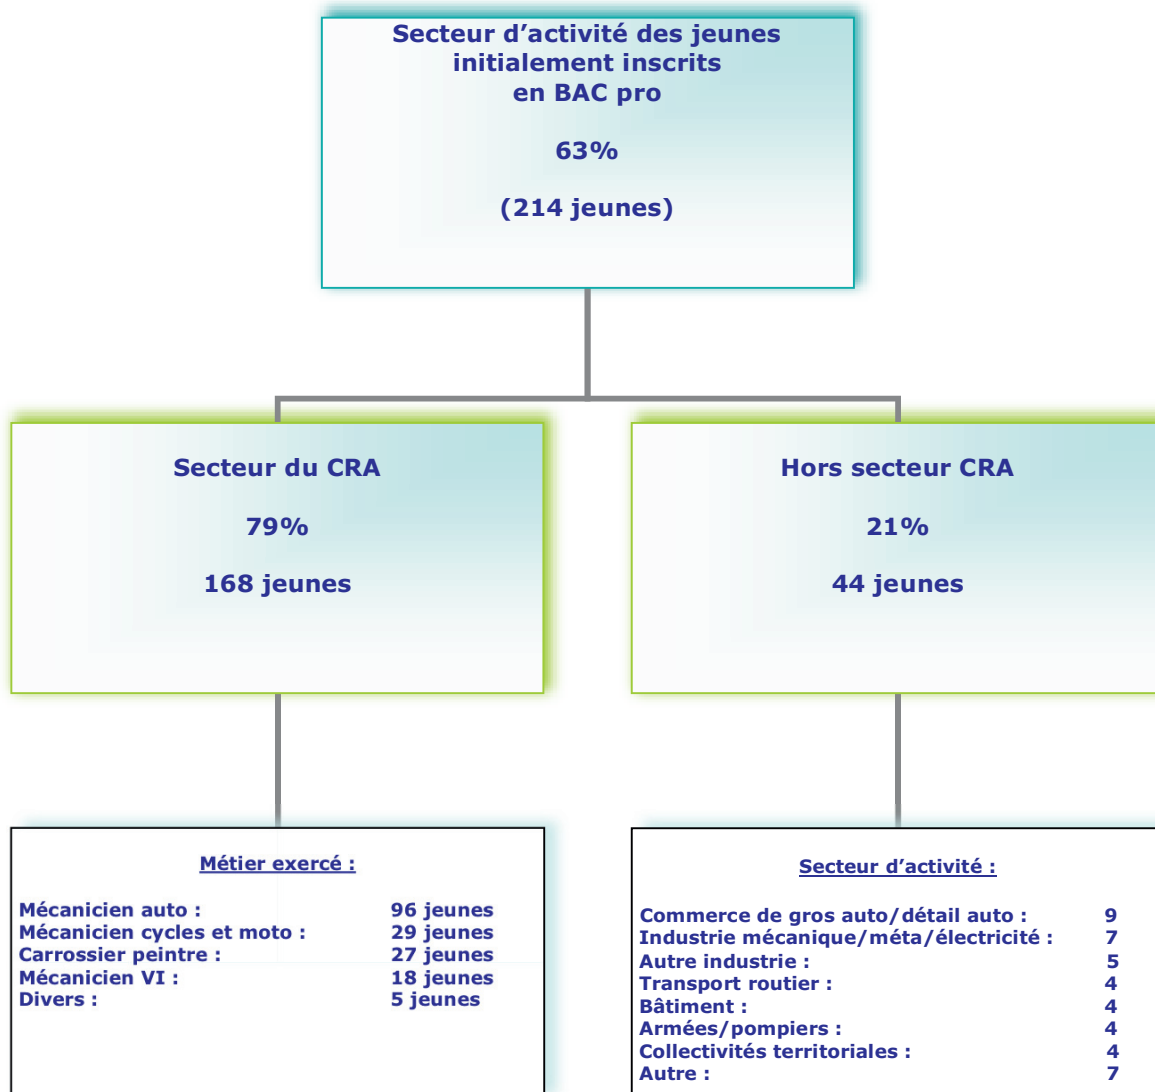 Secteur d’activité des jeunes
initialement inscrits
en BAC pro
63%
(214 jeunes)
Secteur du CRA
79%
168 jeunes
Hors secteur CRA
21%
44 jeunes
Métier exercé :
Mécanicien auto : 96 jeunes
Mécanicien cycles et moto : 29 jeunes
Carrossier peintre : 27 jeunes
Mécanicien VI : 18 jeunes
Divers : 5 jeunes
Secteur d’activité :
Commerce de gros auto/détail auto : 9
Industrie mécanique/méta/électricité : 7
Autre industrie : 5
Transport routier : 4
Bâtiment : 4
Armées/pompiers : 4
Collectivités territoriales : 4
Autre : 7